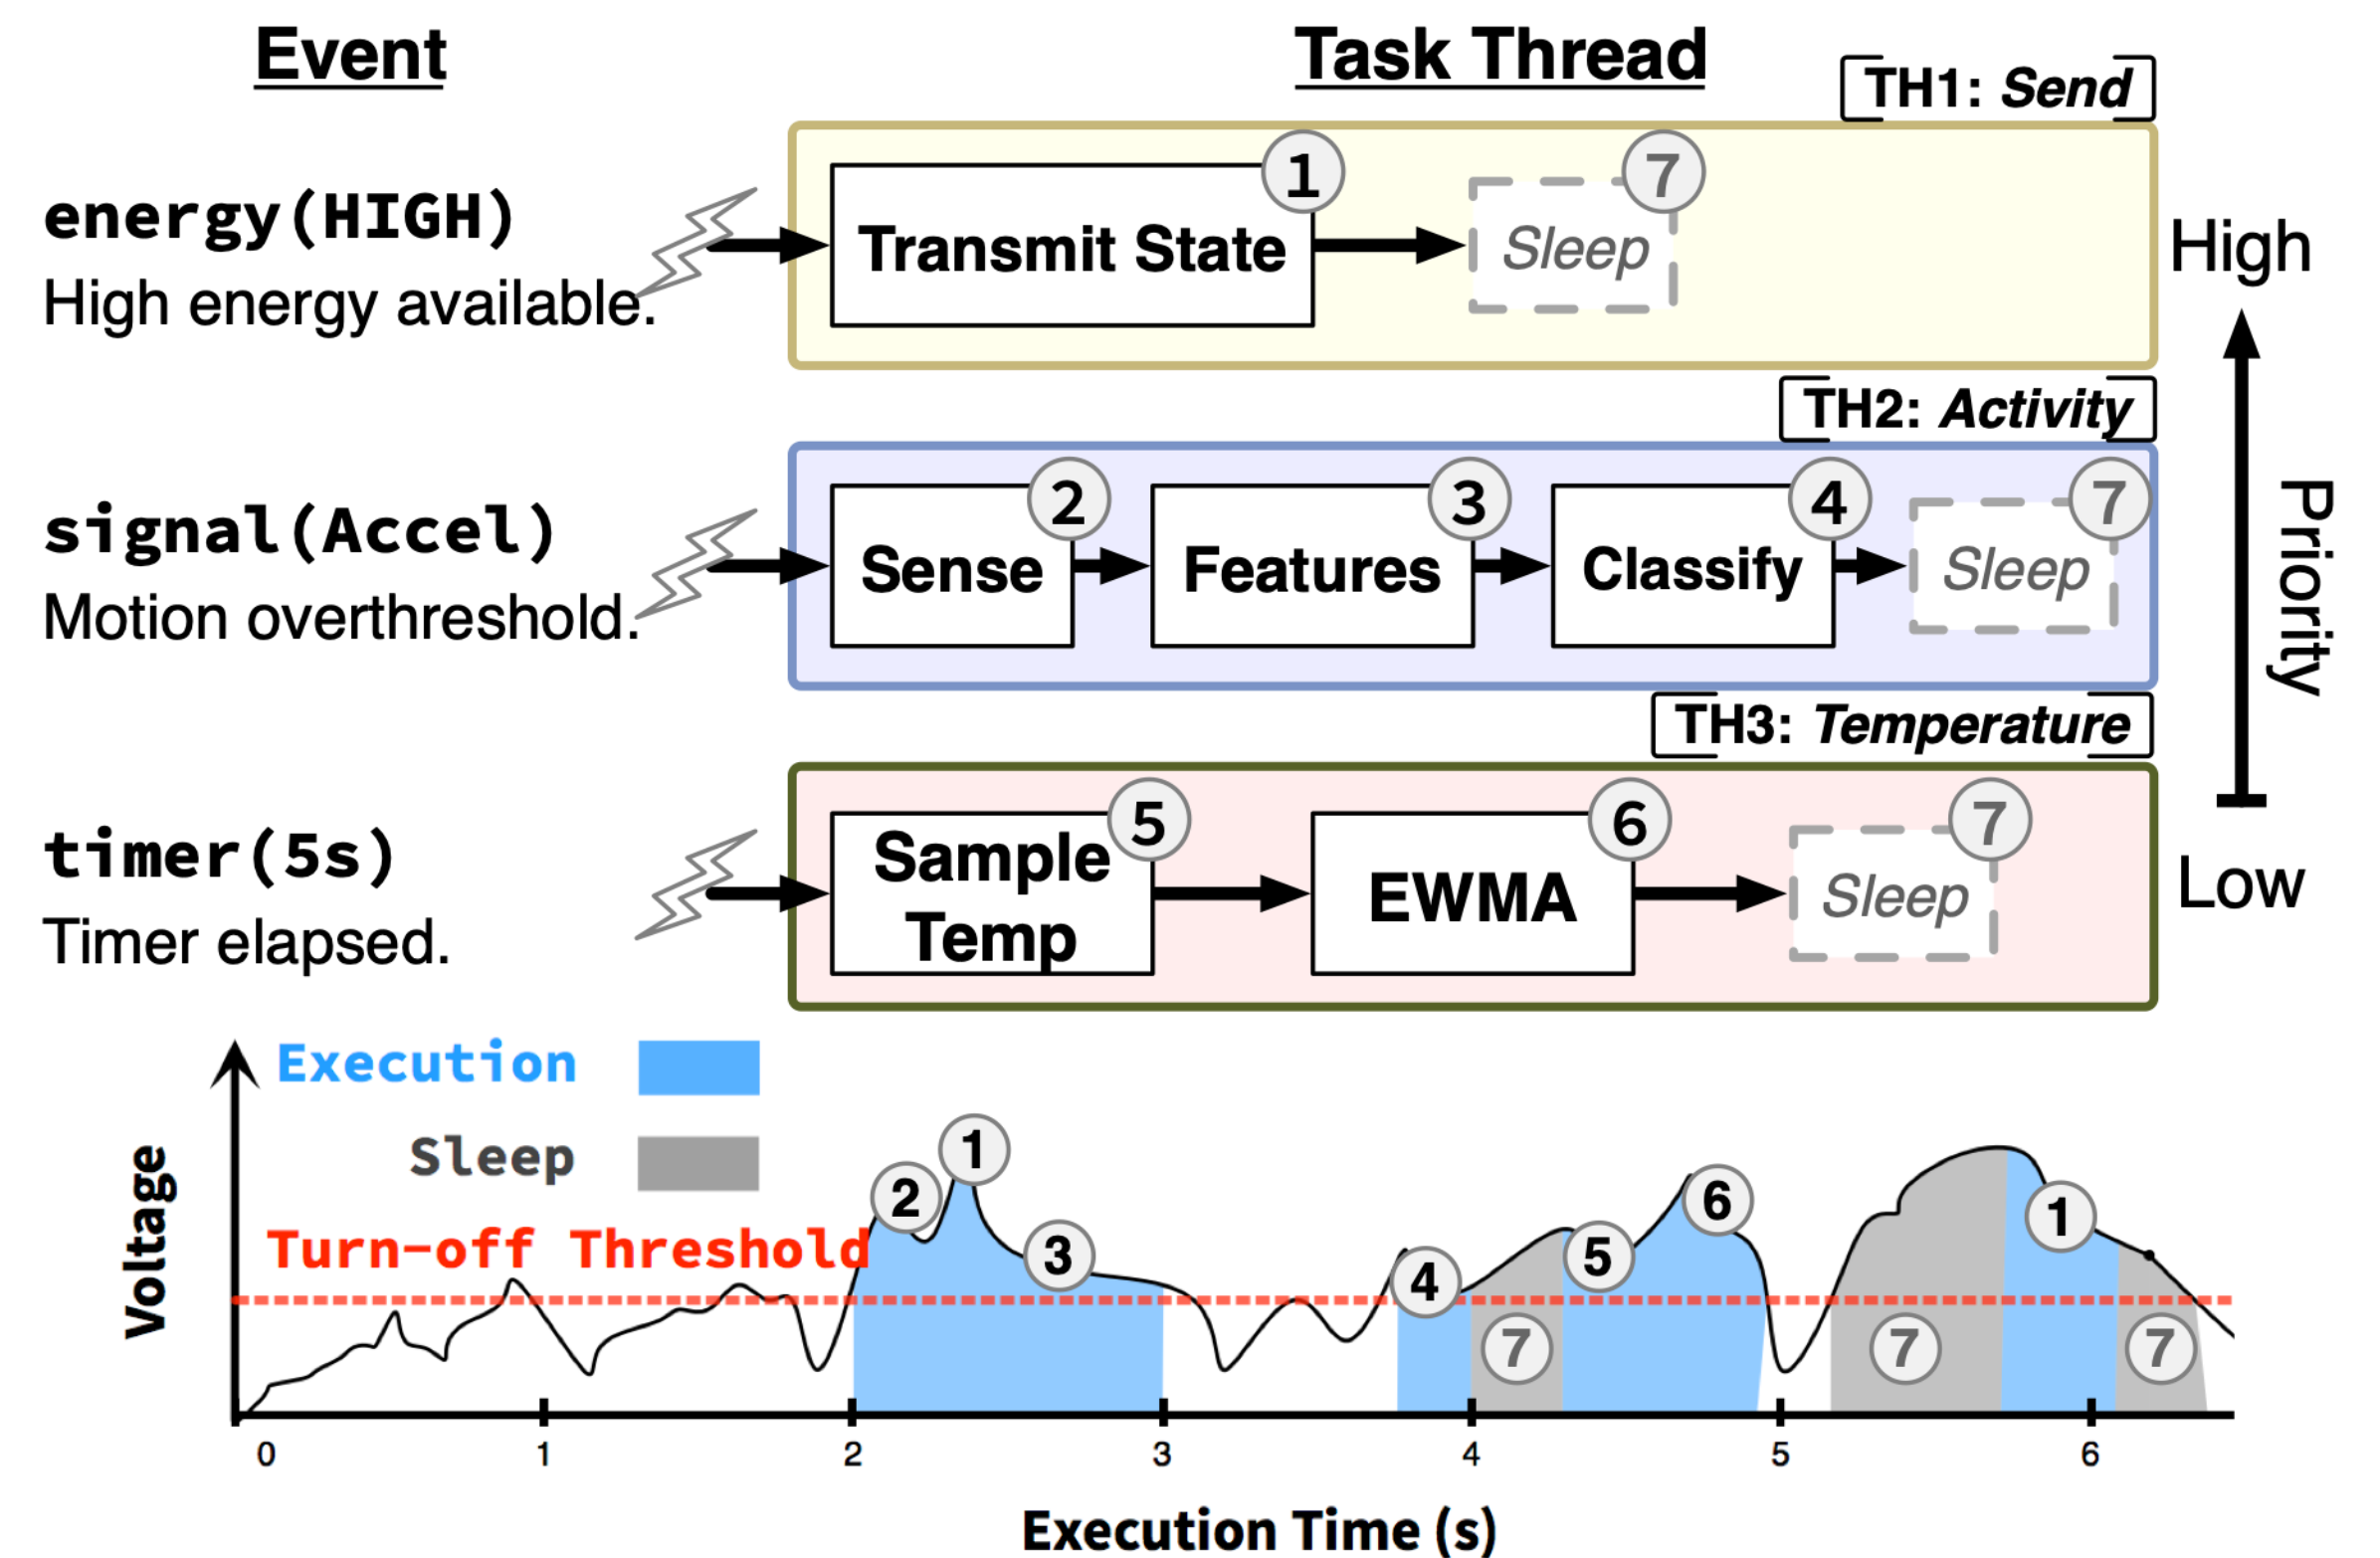 Event
Task Thread
TH1: Send
energy(HIGH)
High energy available.
Transmit State
1
Sleep
7
High
TH2: Activity
signal(Accel)
Motion overthreshold.
Sense
2
Features
3
Classify
4
Sleep
7
Priority
TH3: Temperature
timer(5s)
Timer elapsed.
Sample
Temp
5
EWMA
6
Sleep
7
Low
Execution
Sleep
Turn-off Threshold
Voltage
2
1
3
4
7
5
6
7
1
7
0 1 2 3 4 5 6
Execution Time (s)